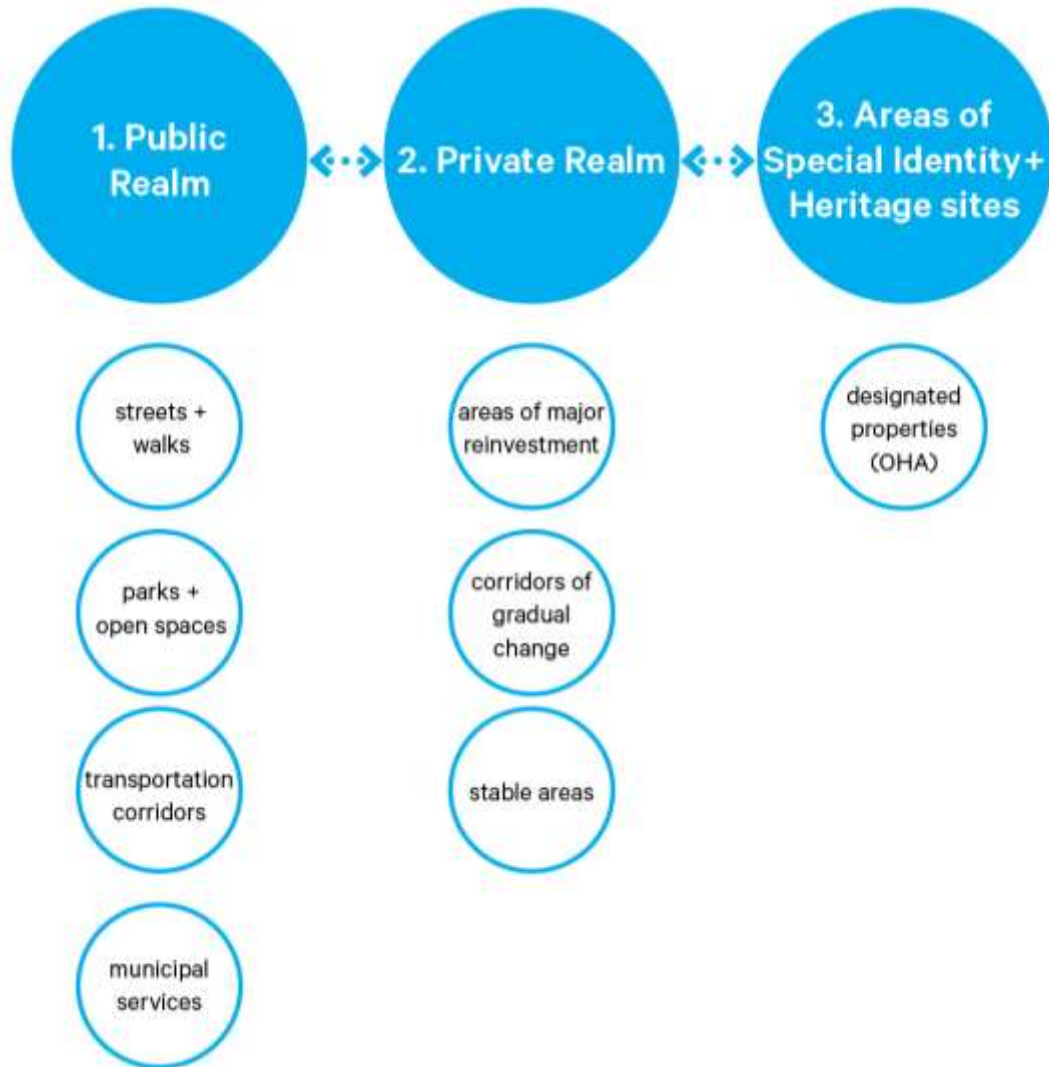 1. Public
Realm
2. Private Realm
3. Areas of
Special Identity+
Heritage sites
streets +
walks
parks +
open spaces
transportation
corridors
municipal
services
areas of major
reinvestment
corridors of
gradual
change
stable areas
designated
properties
(OHA)